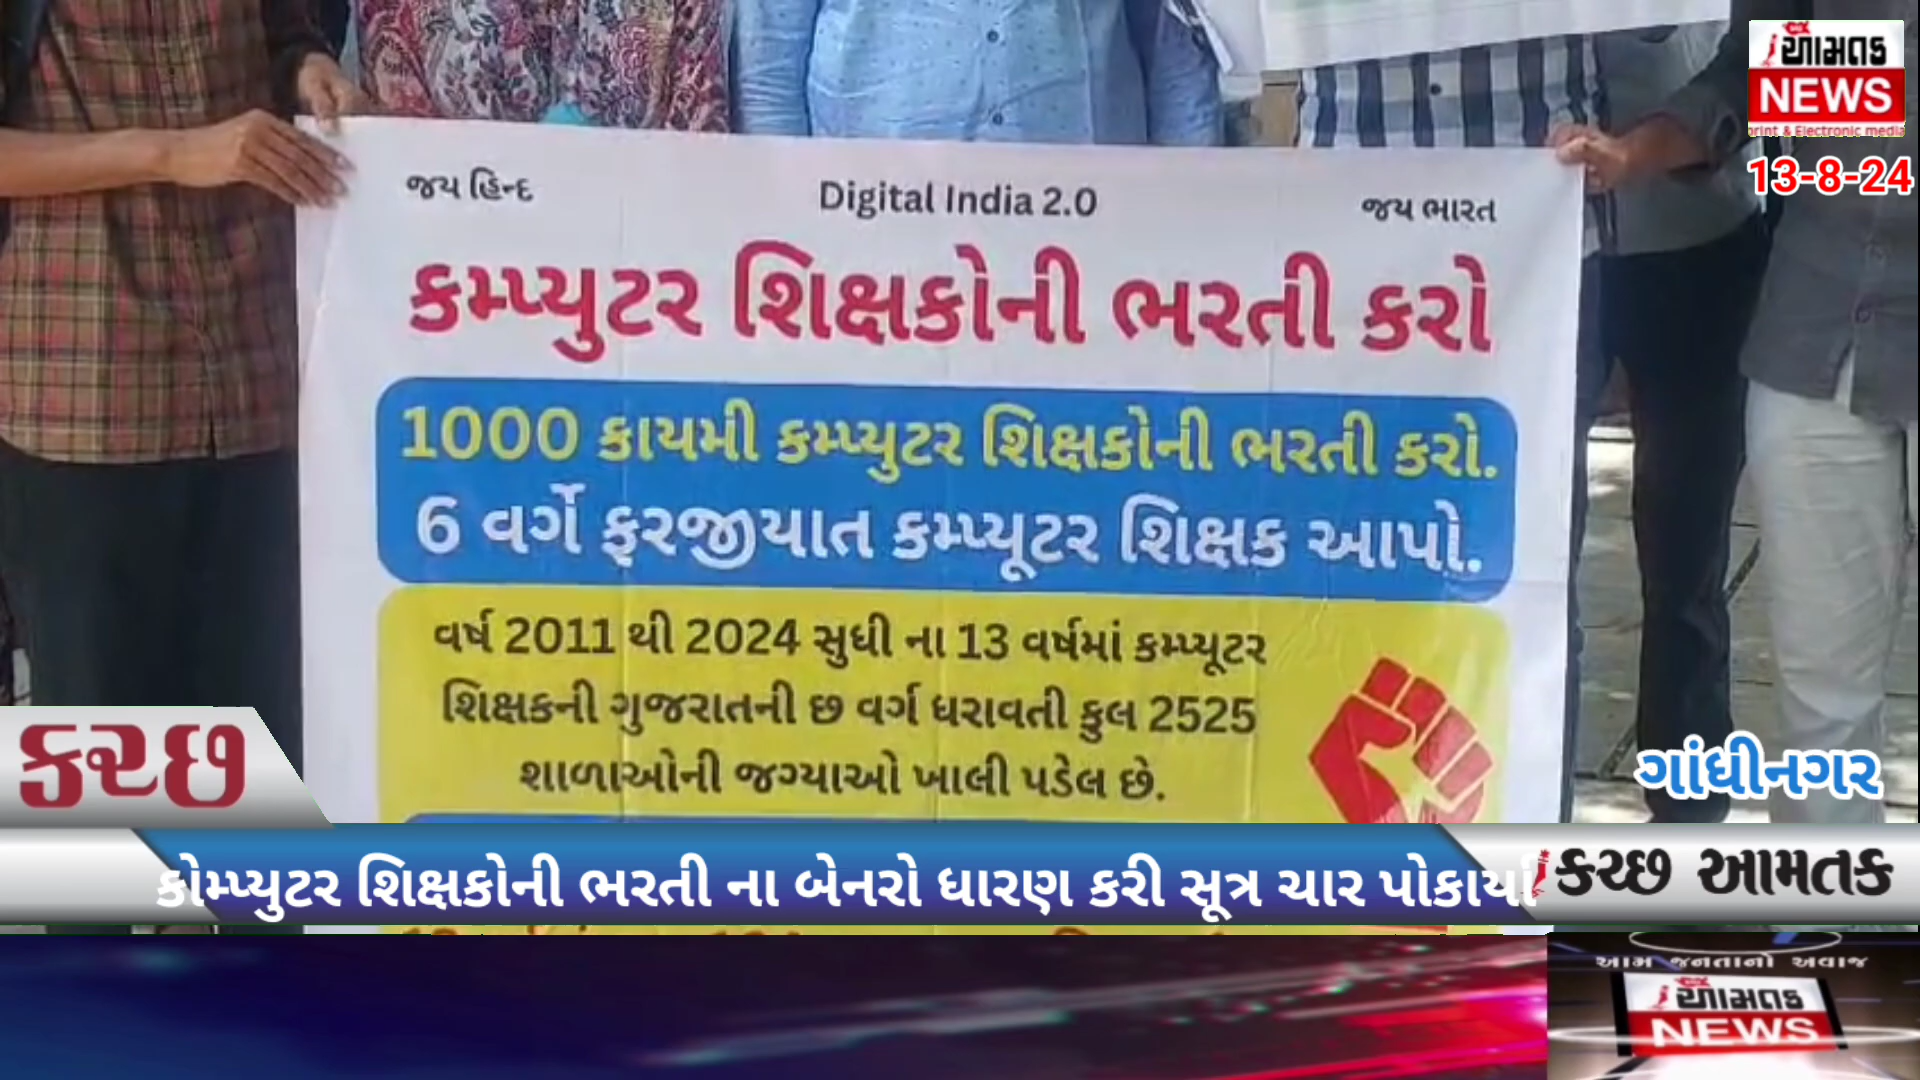 આમતક
NEWS
print & Electronic media
13-8-24
જય હિન્દ
Digital India 2.0
જય ભારત
કમ્પ્યુટર શિક્ષકોની ભરતી કરો
1000 કાયમી કમ્પ્યુટર શિક્ષકોની ભરતી કરો.
6 વર્ગે ફરજીયાત કમ્પ્યૂટર શિક્ષક આપો.
વર્ષ 2011 થી 2024 સુધી ના 13 વર્ષમાં કમ્પ્યૂટર
શિક્ષકની ગુજરાતની છ વર્ગ ધરાવતી કુલ 2525
શાળાઓની જગ્યાઓ ખાલી પડેલ છે.
કચ્છ
ગાંધીનગર
કોમ્પ્યુટર શિક્ષકોની ભરતી ના બેનરો ધારણ કરી સૂત્ર ચાર પોકાર્યા
કચ્છ આમતક
આમ જનતાનો અવાજ
આમતક
NEWS